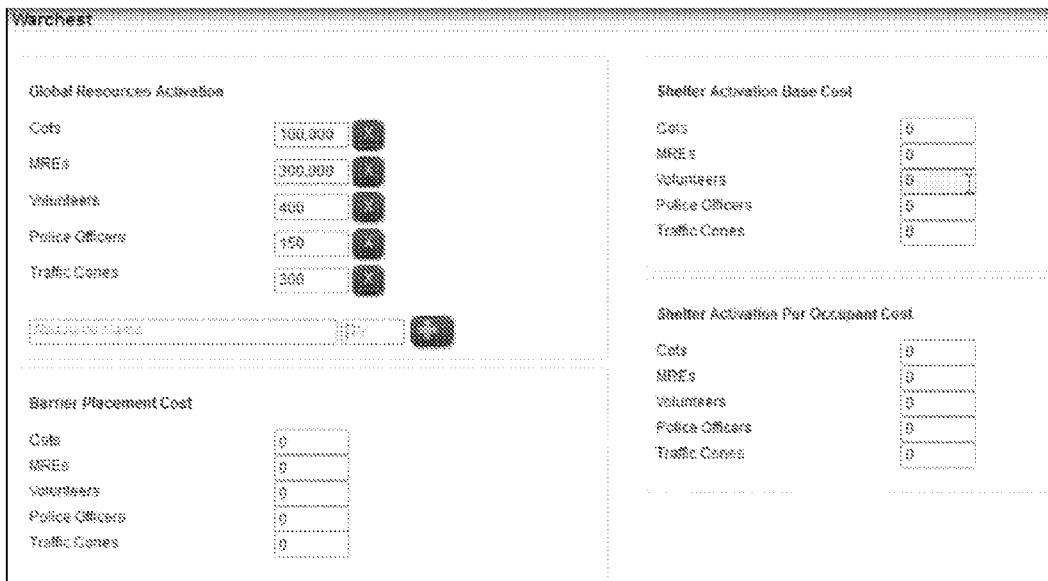 Warchest
Global Resources Activation
Cots 100,000 X
MREs 300,000 X
Volunteers 400 X
Police Officers 150 X
Traffic Cones 300 X
Resource Name Qty +
Barrier Placement Cost
Cots 0
MREs 0
Volunteers 0
Police Officers 0
Traffic Cones 0
Shelter Activation Base Cost
Cots 0
MREs 0
Volunteers 0
Police Officers 0
Traffic Cones 0
Shelter Activation Per Occupant Cost
Cots 0
MREs 0
Volunteers 0
Police Officers 0
Traffic Cones 0